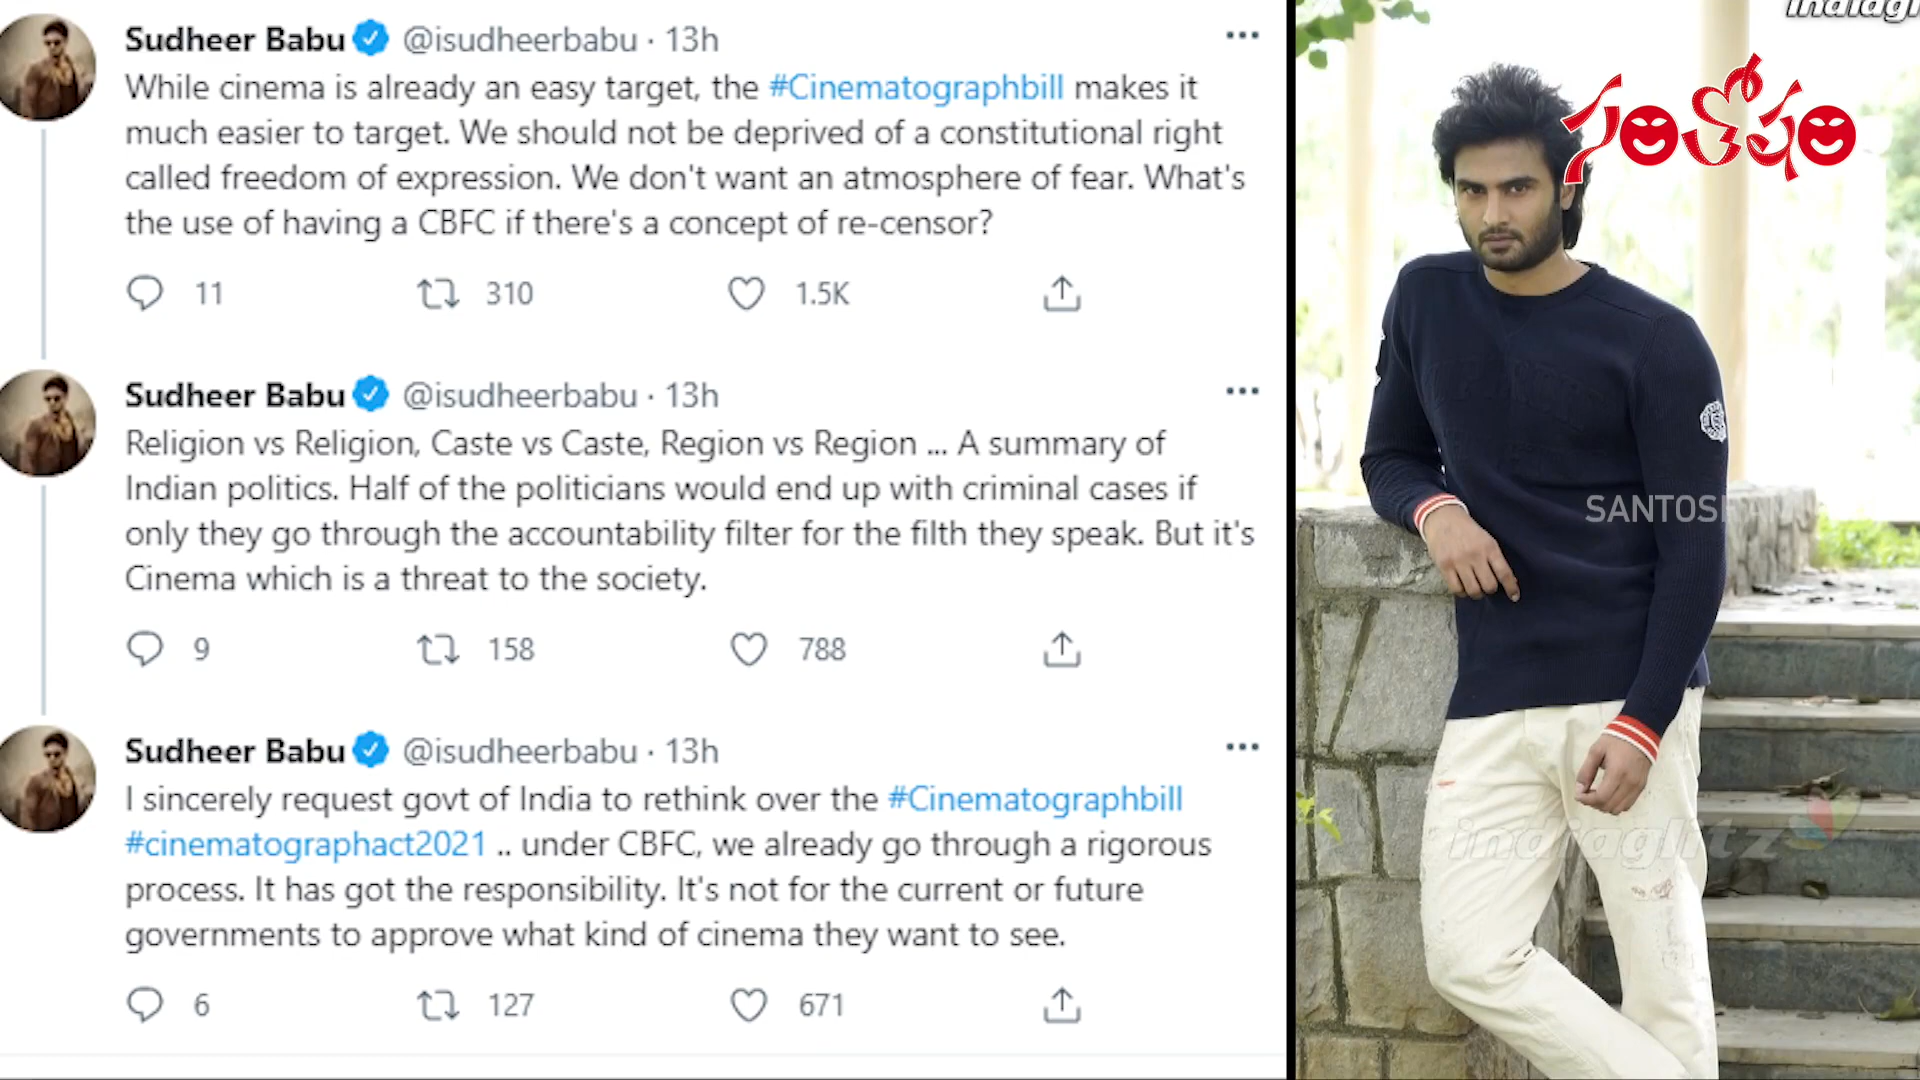 Sudheer Babu @isudheerbabu · 13h
While cinema is already an easy target, the #Cinematographbill makes it
much easier to target. We should not be deprived of a constitutional right
called freedom of expression. We don't want an atmosphere of fear. What's
the use of having a CBFC if there's a concept of re-censor?
11 310 1.5K
Sudheer Babu @isudheerbabu · 13h
Religion vs Religion, Caste vs Caste, Region vs Region ... A summary of
Indian politics. Half of the politicians would end up with criminal cases if
only they go through the accountability filter for the filth they speak. But it's
Cinema which is a threat to the society.
9 158 788
Sudheer Babu @isudheerbabu · 13h
I sincerely request govt of India to rethink over the #Cinematographbill
#cinematographact2021 .. under CBFC, we already go through a rigorous
process. It has got the responsibility. It's not for the current or future
governments to approve what kind of cinema they want to see.
6 127 671
సంతోషం
indiaglitz